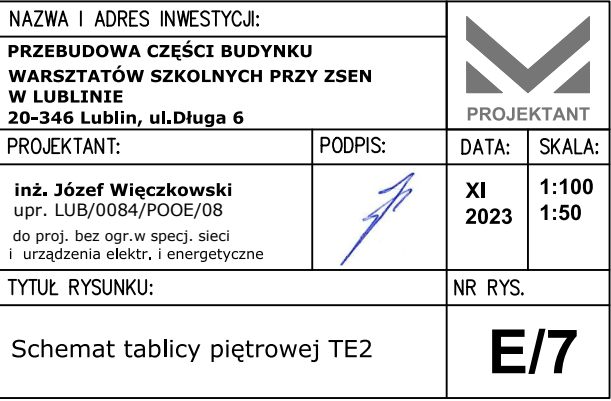 NAZWA I ADRES INWESTYCJI:
PRZEBUDOWA CZĘŚCI BUDYNKU
WARSZTATÓW SZKOLNYCH PRZY ZSEN
W LUBLINIE
20-346 Lublin, ul.Długa 6
PROJEKTANT
PROJEKTANT:
PODPIS:
DATA:
SKALA:
inż. Józef Więczkowski
upr. LUB/0084/POOE/08
do proj. bez ogr.w specj. sieci
i urządzenia elektr. i energetyczne
XI
2023
1:100
1:50
TYTUŁ RYSUNKU:
NR RYS.
Schemat tablicy piętrowej TE2
E/7